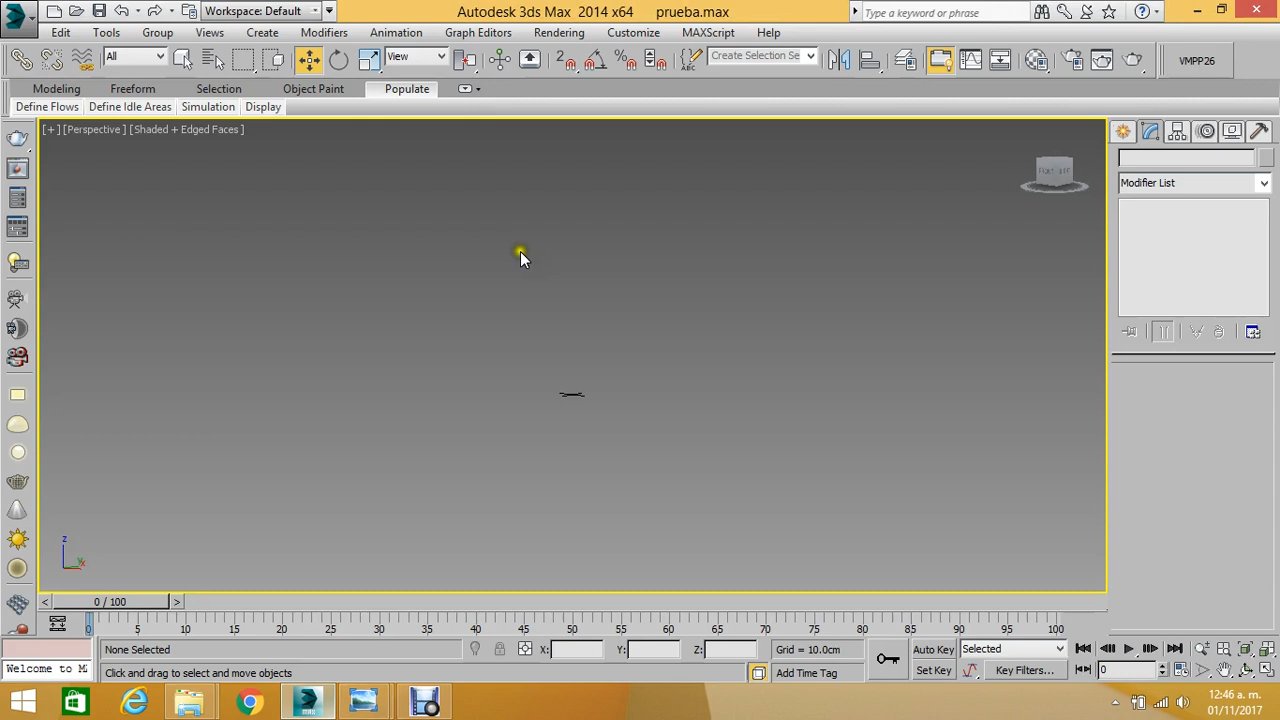 Workspace: Default
Autodesk 3ds Max 2014 x64 prueba.max
Type a keyword or phrase
Edit Tools Group Views Create Modifiers Animation Graph Editors Rendering Customize MAXScript Help
All
View
2
Create Selection Se
VMPP26
Modeling Freeform Selection Object Paint Populate
Define Flows Define Idle Areas Simulation Display
[+] [Perspective ] [Shaded + Edged Faces ]
Modifier List
z
0 / 100
0 5 10 15 20 25 30 35 40 45 50 55 60 65 70 75 80 85 90 95 100
None Selected X: Y: Z: Grid = 10.0cm Auto Key Selected
Welcome to M Click and drag to select and move objects Add Time Tag Set Key Key Filters... 0
MAX
12:46 a. m.
01/11/2017